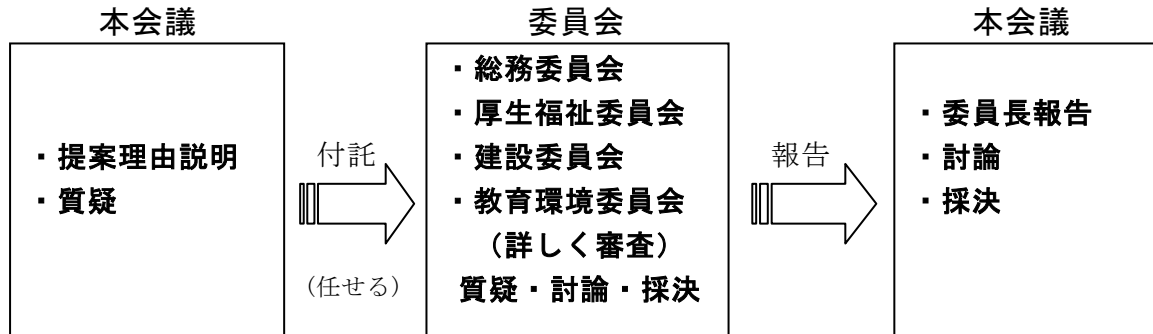 本会議
・提案理由説明
・質疑
付託
(任せる)
委員会
・総務委員会
・厚生福祉委員会
・建設委員会
・教育環境委員会
（詳しく審査）
質疑・討論・採決
報告
本会議
・委員長報告
・討論
・採決